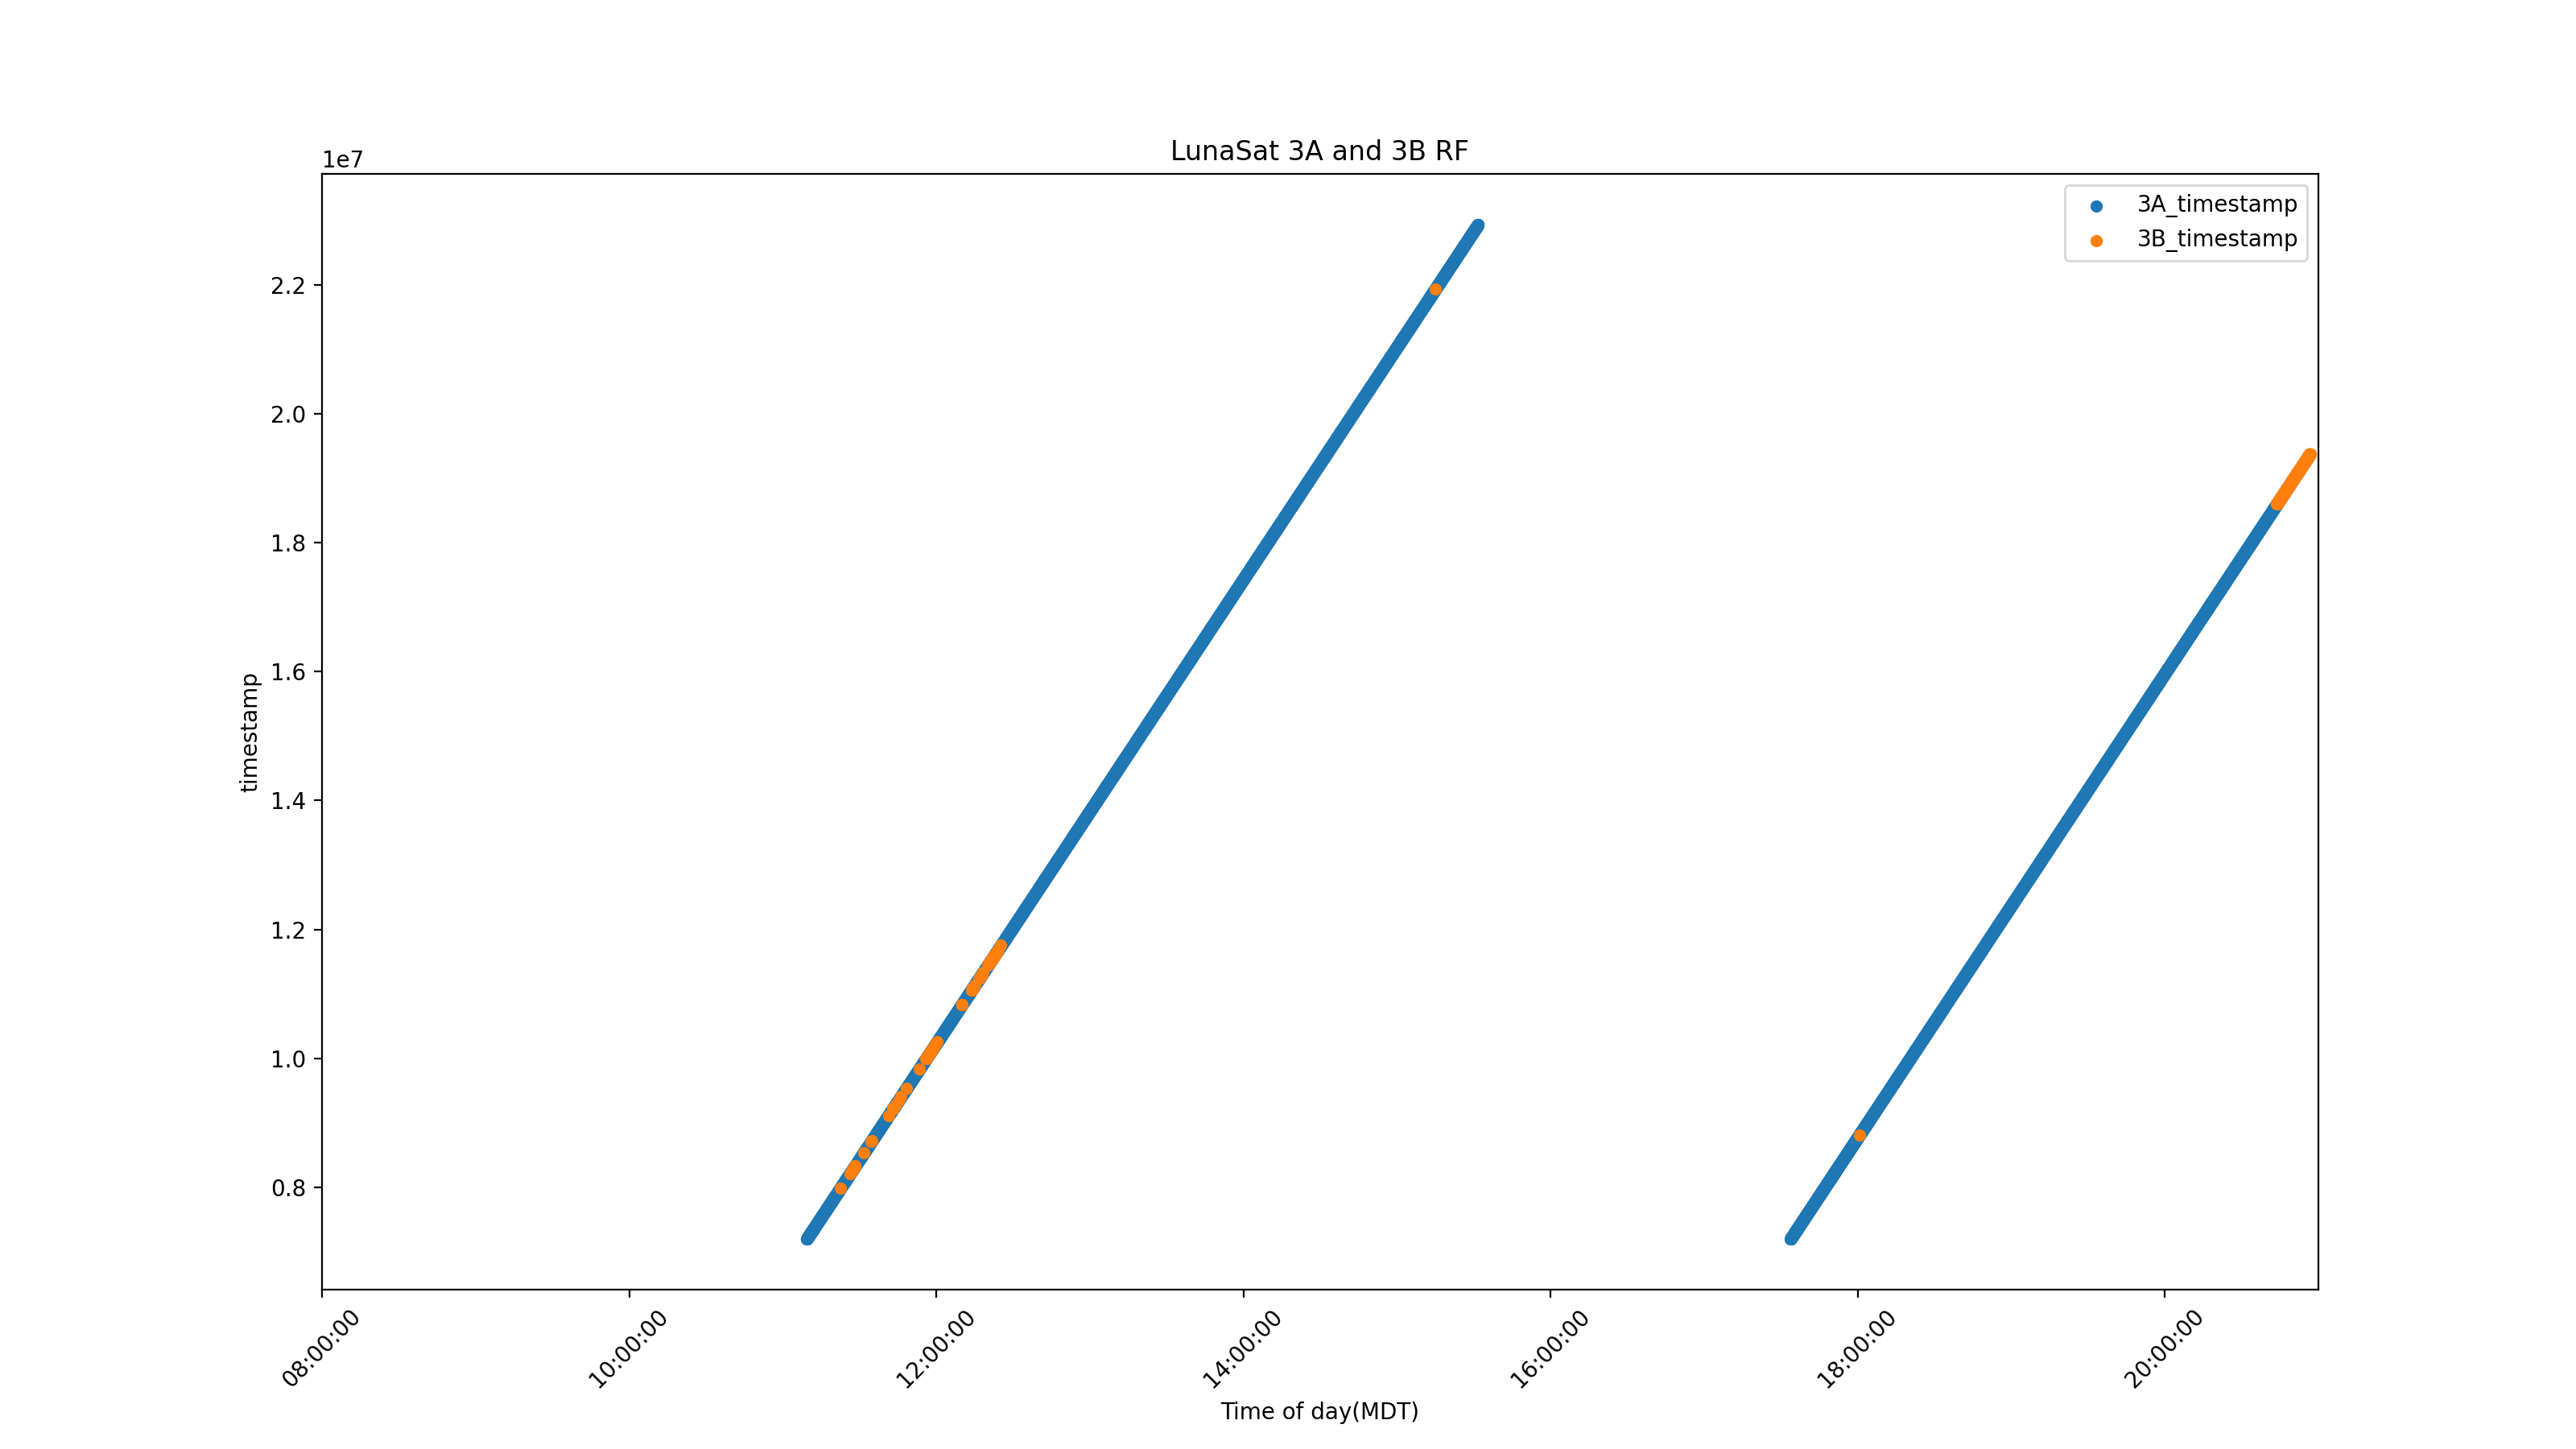 LunaSat 3A and 3B RF
1e7
3A_timestamp
3B_timestamp
2.2
2.0
1.8
1.6
1.4
1.2
1.0
0.8
timestamp
08:00:00
10:00:00
12:00:00
14:00:00
16:00:00
18:00:00
20:00:00
Time of day(MDT)